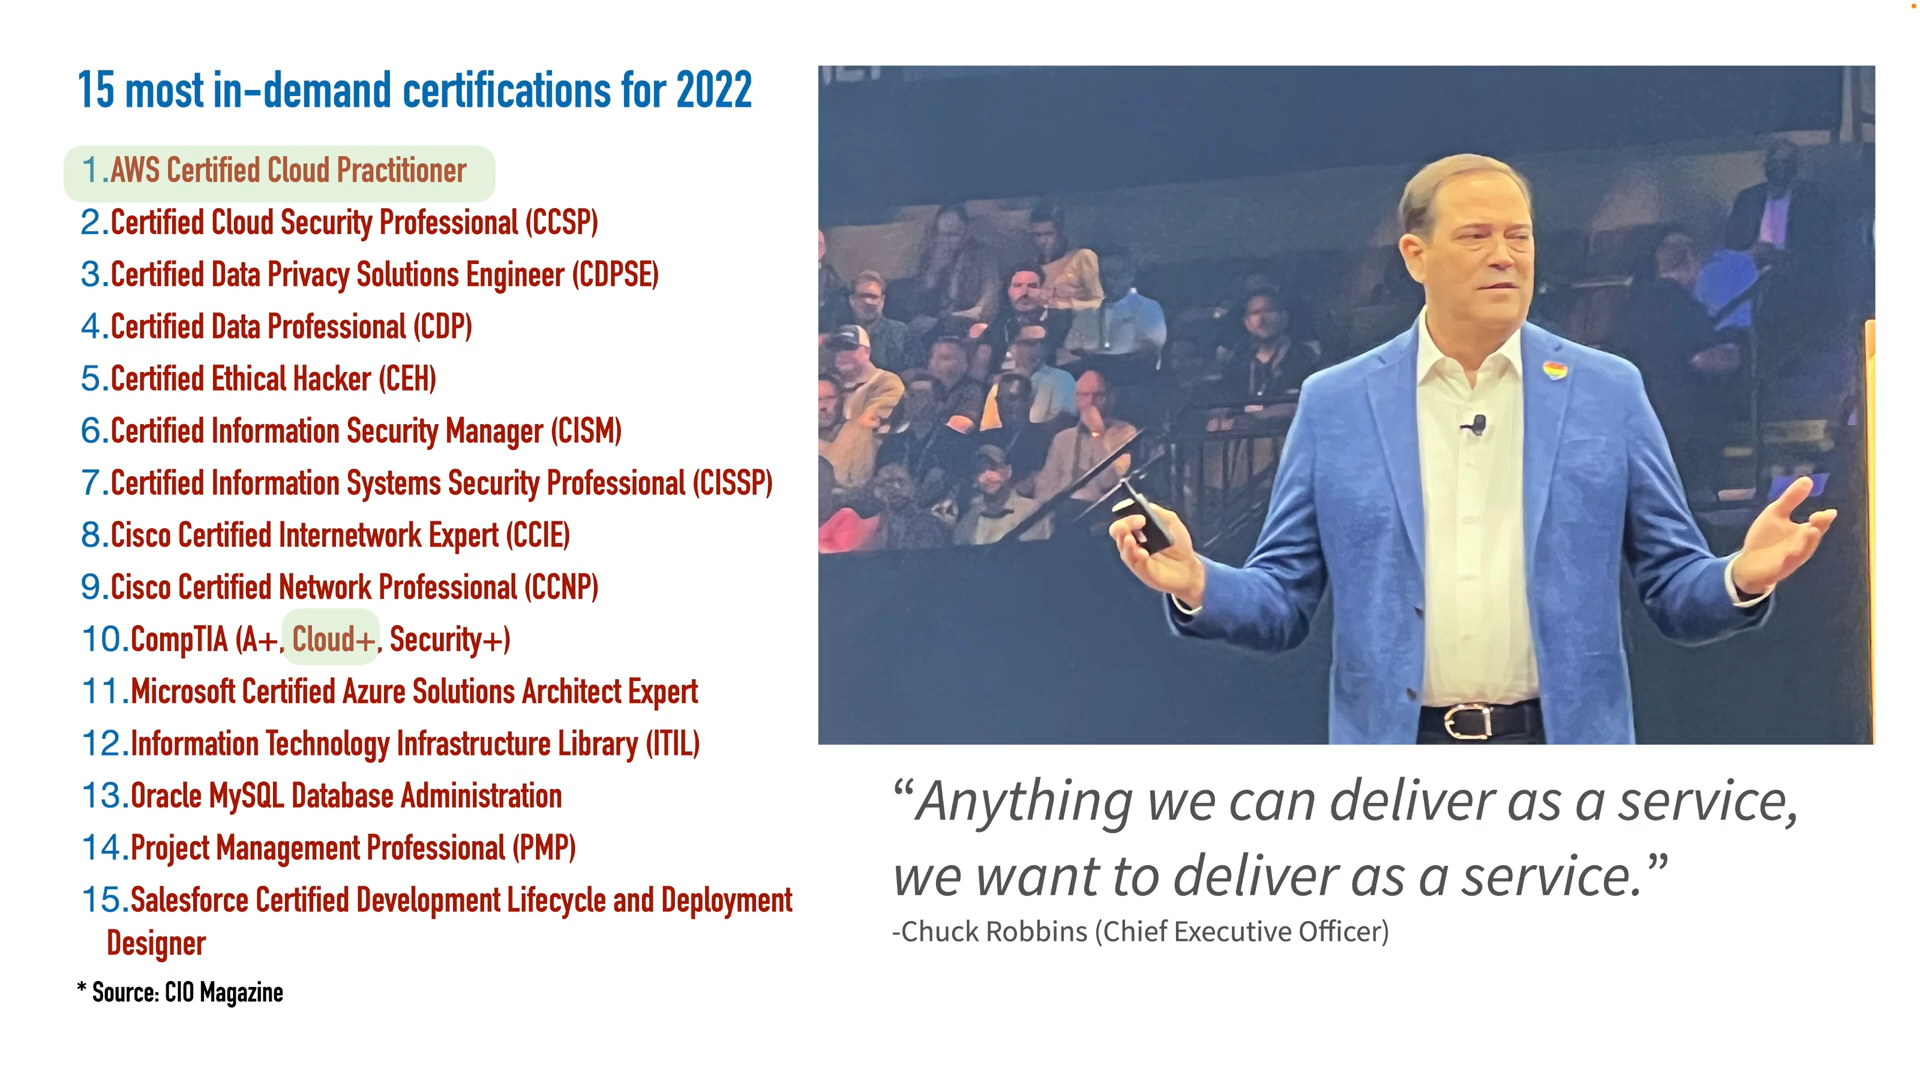 15 most in-demand certifications for 2022
1.AWS Certified Cloud Practitioner
2.Certified Cloud Security Professional (CCSP)
3.Certified Data Privacy Solutions Engineer (CDPSE)
4.Certified Data Professional (CDP)
5.Certified Ethical Hacker (CEH)
6.Certified Information Security Manager (CISM)
7.Certified Information Systems Security Professional (CISSP)
8.Cisco Certified Internetwork Expert (CCIE)
9.Cisco Certified Network Professional (CCNP)
10.CompTIA (A+, Cloud+, Security+)
11.Microsoft Certified Azure Solutions Architect Expert
12.Information Technology Infrastructure Library (ITIL)
13.Oracle MySQL Database Administration
14.Project Management Professional (PMP)
15.Salesforce Certified Development Lifecycle and Deployment
Designer
* Source: CIO Magazine
“Anything we can deliver as a service,
we want to deliver as a service.”
-Chuck Robbins (Chief Executive Officer)